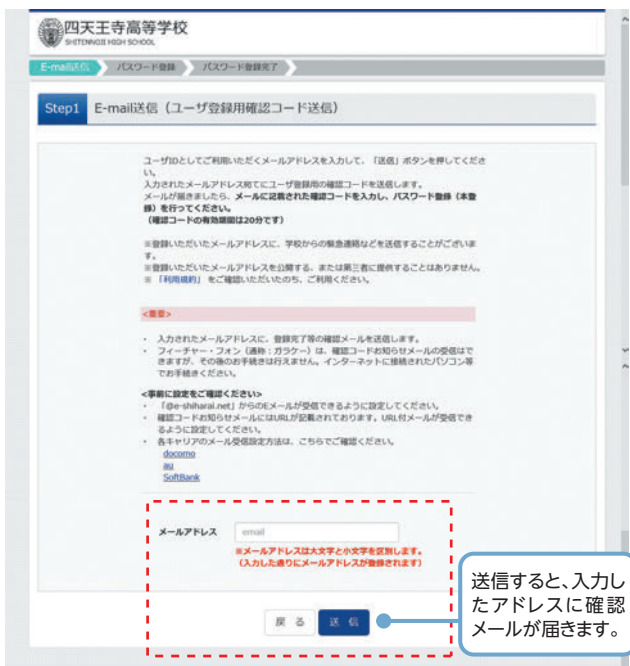 四天王寺高等学校
SHITENNOJI HIGH SCHOOL
E-mail送信 パスワード登録 パスワード登録完了
Step1 E-mail送信（ユーザ登録用確認コード送信）
ユーザIDとしてご利用いただくメールアドレスを入力して、「送信」ボタンを押してくださ
い。
入力されたメールアドレス宛てにユーザ登録用の確認コードを送信します。
メールが届きましたら、メールに記載された確認コードを入力し、パスワード登録（本登
録）を行ってください。
（確認コードの有効期間は20分です）
※登録いただいたメールアドレスに、学校からの緊急連絡などを送信することがございま
す。
※登録いただいたメールアドレスを公開する、または第三者に提供することはありません。
※ 「利用規約」 をご確認いただいたのち、ご利用ください。
<重要>
・ 入力されたメールアドレスに、登録完了等の確認メールを送信します。
・ フィーチャー・フォン（通称：ガラケー）は、確認コードお知らせメールの受信はで
きますが、その後のお手続きは行えません。インターネットに接続されたパソコン等
でお手続きください。
<事前に設定をご確認ください>
・ 「@e-shiharai.net」からのEメールが受信できるように設定してください。
・ 確認コードお知らせメールにはURLが記載されております。URL付メールが受信でき
るように設定してください。
・ 各キャリアのメール受信設定方法は、こちらでご確認ください。
docomo
au
SoftBank
メールアドレス email
※メールアドレスは大文字と小文字を区別します。
（入力した通りにメールアドレスが登録されます）
戻 る 送 信
送信すると、入力し
たアドレスに確認
メールが届きます。